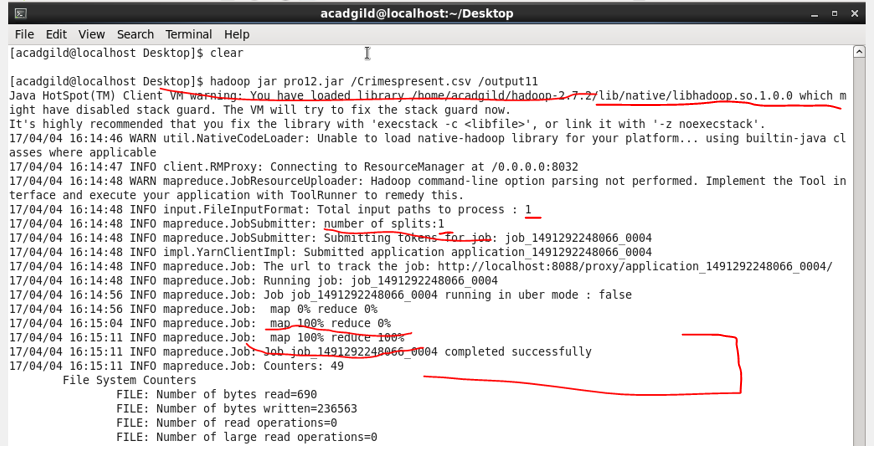 acadgild@localhost:~/Desktop
File Edit View Search Terminal Help
[acadgild@localhost Desktop]$ clear
[acadgild@localhost Desktop]$ hadoop jar pro12.jar /Crimespresent.csv /output11
Java HotSpot(TM) Client VM warning: You have loaded library /home/acadgild/hadoop-2.7.2/lib/native/libhadoop.so.1.0.0 which m
ight have disabled stack guard. The VM will try to fix the stack guard now.
It's highly recommended that you fix the library with 'execstack -c <libfile>', or link it with '-z noexecstack'.
17/04/04 16:14:46 WARN util.NativeCodeLoader: Unable to load native-hadoop library for your platform... using builtin-java cl
asses where applicable
17/04/04 16:14:47 INFO client.RMProxy: Connecting to ResourceManager at /0.0.0.0:8032
17/04/04 16:14:48 WARN mapreduce.JobResourceUploader: Hadoop command-line option parsing not performed. Implement the Tool in
terface and execute your application with ToolRunner to remedy this.
17/04/04 16:14:48 INFO input.FileInputFormat: Total input paths to process : 1
17/04/04 16:14:48 INFO mapreduce.JobSubmitter: number of splits:1
17/04/04 16:14:48 INFO mapreduce.JobSubmitter: Submitting tokens for job: job_1491292248066_0004
17/04/04 16:14:48 INFO impl.YarnClientImpl: Submitted application application_1491292248066_0004
17/04/04 16:14:48 INFO mapreduce.Job: The url to track the job: http://localhost:8088/proxy/application_1491292248066_0004/
17/04/04 16:14:48 INFO mapreduce.Job: Running job: job_1491292248066_0004
17/04/04 16:14:56 INFO mapreduce.Job: Job job_1491292248066_0004 running in uber mode : false
17/04/04 16:14:56 INFO mapreduce.Job:  map 0% reduce 0%
17/04/04 16:15:04 INFO mapreduce.Job:  map 100% reduce 0%
17/04/04 16:15:11 INFO mapreduce.Job:  map 100% reduce 100%
17/04/04 16:15:11 INFO mapreduce.Job: Job job_1491292248066_0004 completed successfully
17/04/04 16:15:11 INFO mapreduce.Job: Counters: 49
File System Counters
FILE: Number of bytes read=690
FILE: Number of bytes written=236563
FILE: Number of read operations=0
FILE: Number of large read operations=0